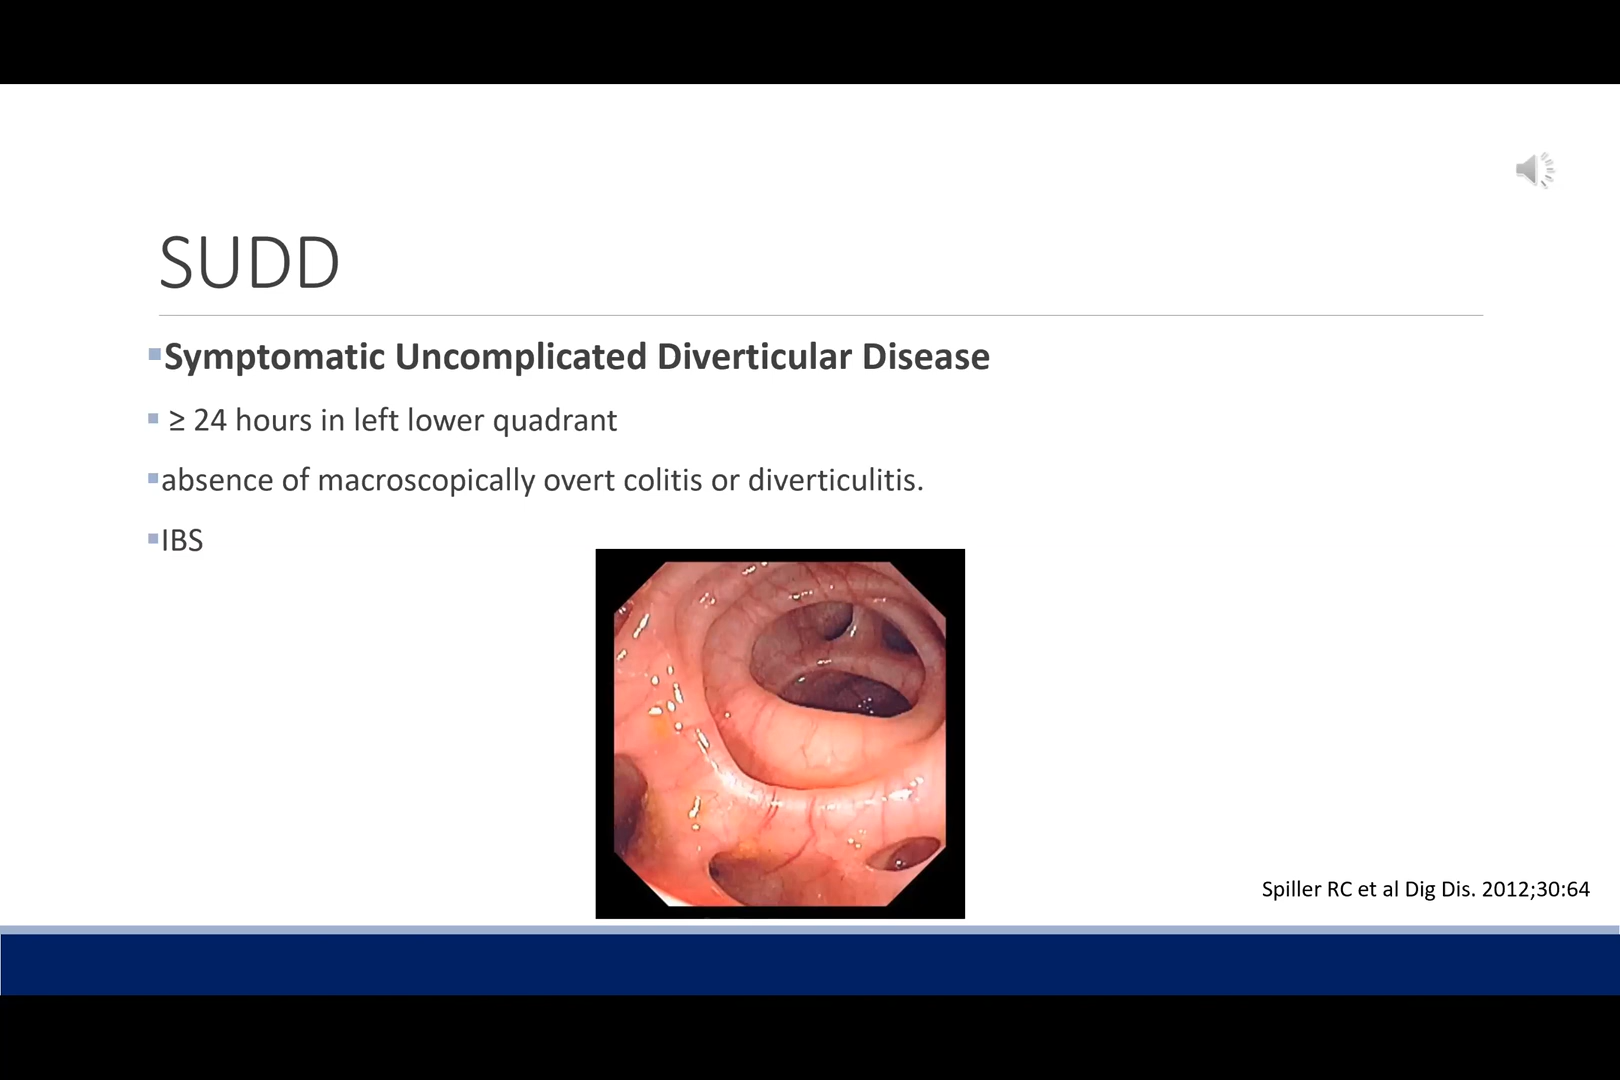 SUDD
▪Symptomatic Uncomplicated Diverticular Disease
▪ ≥ 24 hours in left lower quadrant
▪absence of macroscopically overt colitis or diverticulitis.
▪IBS
Spiller RC et al Dig Dis. 2012;30:64